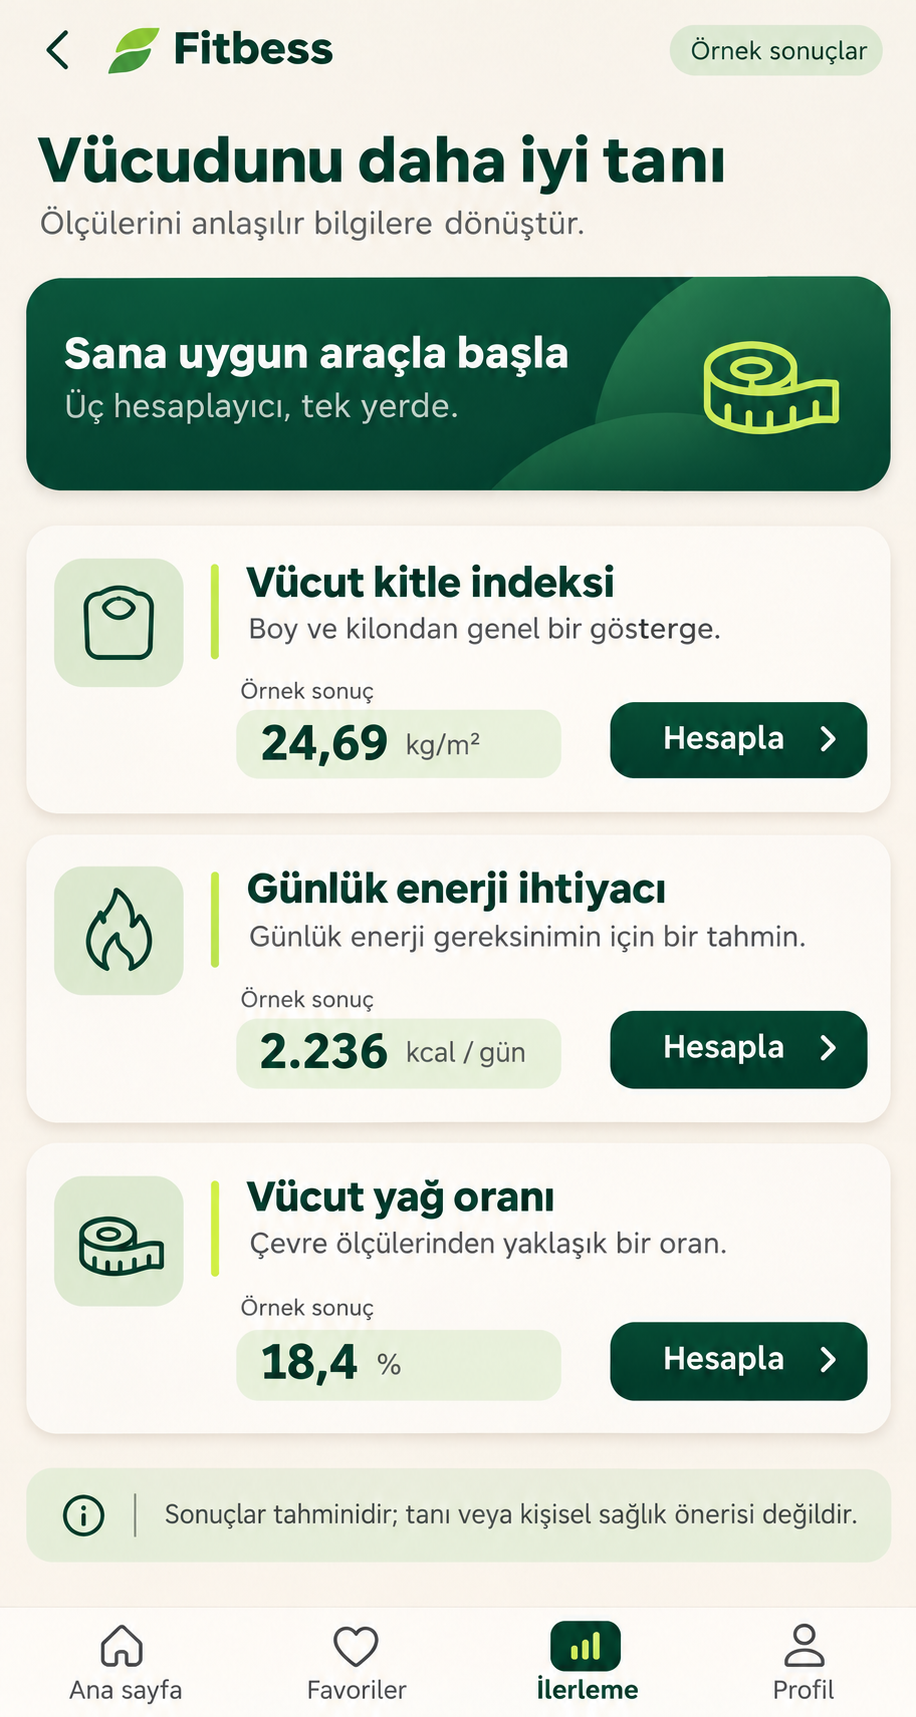 Fitbess
Örnek sonuçlar
Vücudunu daha iyi tanı
Ölçülerini anlaşılır bilgilere dönüştür.
Sana uygun araçla başla
Üç hesaplayıcı, tek yerde.
Vücut kitle indeksi
Boy ve kilondan genel bir gösterge.
Örnek sonuç
24,69 kg/m²
Hesapla
Günlük enerji ihtiyacı
Günlük enerji gereksinimin için bir tahmin.
Örnek sonuç
2.236 kcal / gün
Hesapla
Vücut yağ oranı
Çevre ölçülerinden yaklaşık bir oran.
Örnek sonuç
18,4 %
Hesapla
Sonuçlar tahminidir; tanı veya kişisel sağlık önerisi değildir.
Ana sayfa
Favoriler
İlerleme
Profil